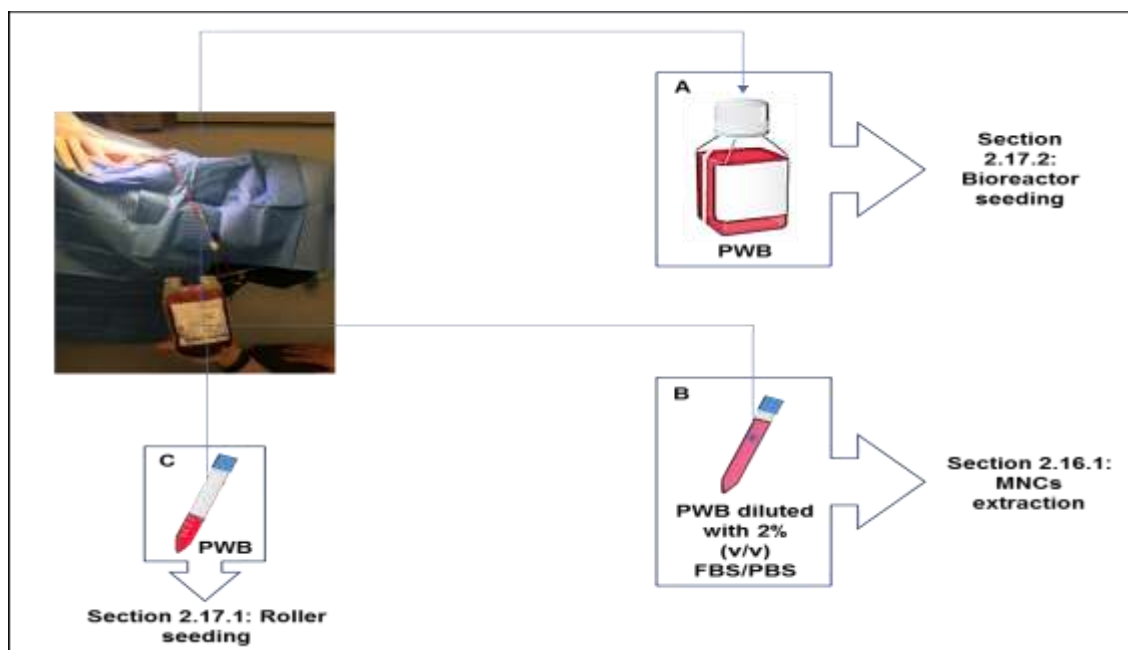 A
PWB
Section
2.17.2:
Bioreactor
seeding
B
PWB diluted
with 2%
(v/v)
FBS/PBS
Section 2.16.1:
MNCs
extraction
C
PWB
Section 2.17.1: Roller
seeding